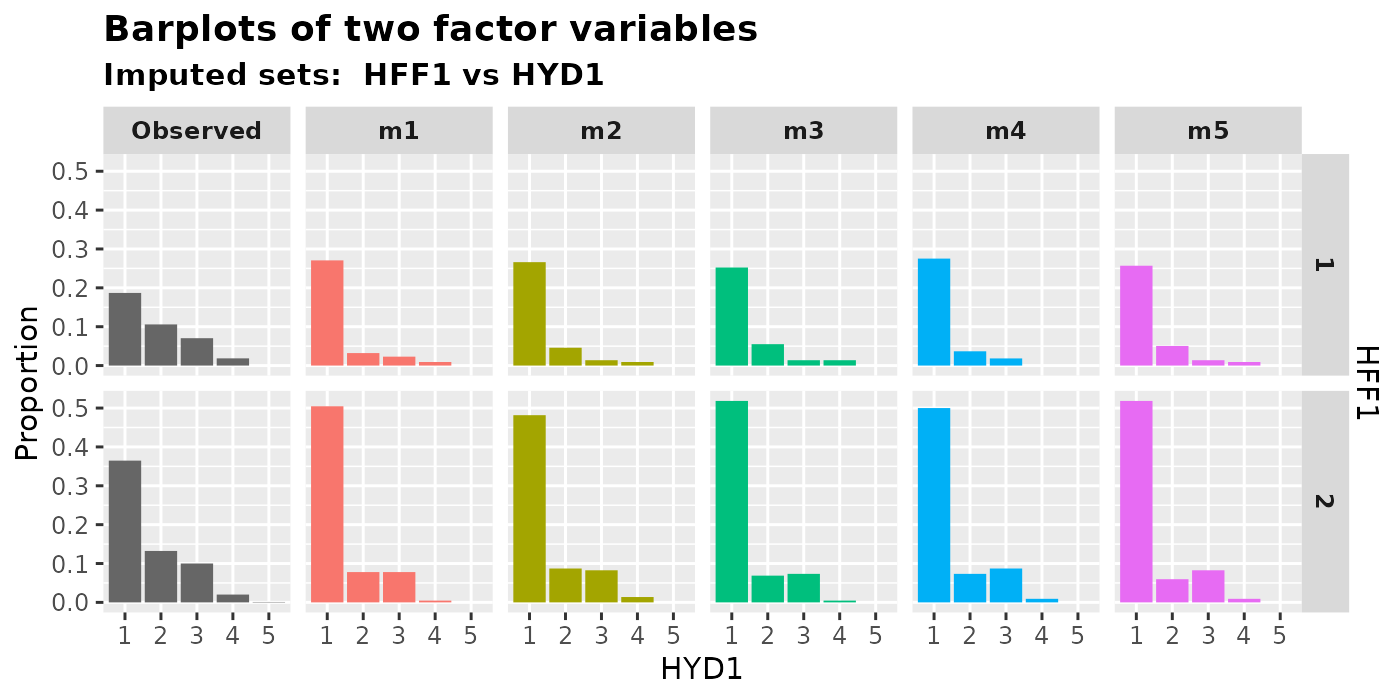 Barplots of two factor variables
Imputed sets:  HFF1 vs HYD1
Observed m1 m2 m3 m4 m5
0.5
0.4
0.3
0.2
0.1
0.0
1
0.5
0.4
0.3
0.2
0.1
0.0
2
Proportion
HFF1
1 2 3 4 5 1 2 3 4 5 1 2 3 4 5 1 2 3 4 5 1 2 3 4 5 1 2 3 4 5
HYD1